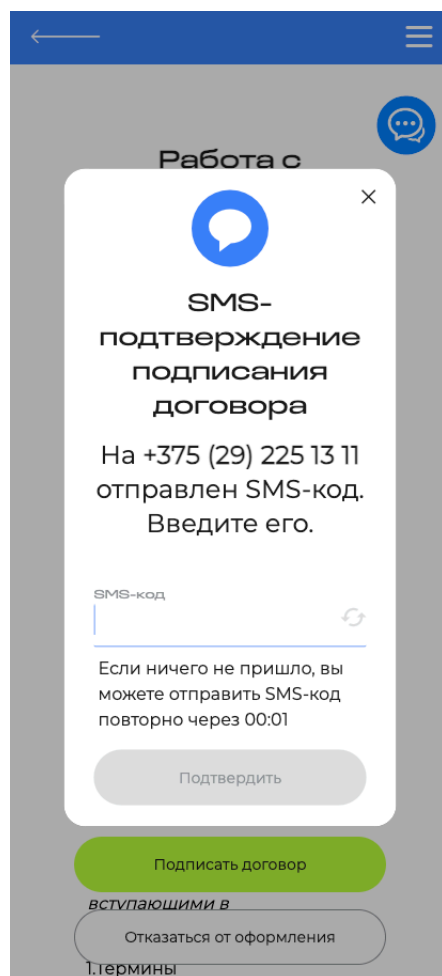 Работа с
SMS-
подтверждение
подписания
договора
На +375 (29) 225 13 11
отправлен SMS-код.
Введите его.
SMS-код
Если ничего не пришло, вы
можете отправить SMS-код
повторно через 00:01
Подтвердить
Подписать договор
вступающими в
Отказаться от оформления
1.Термины